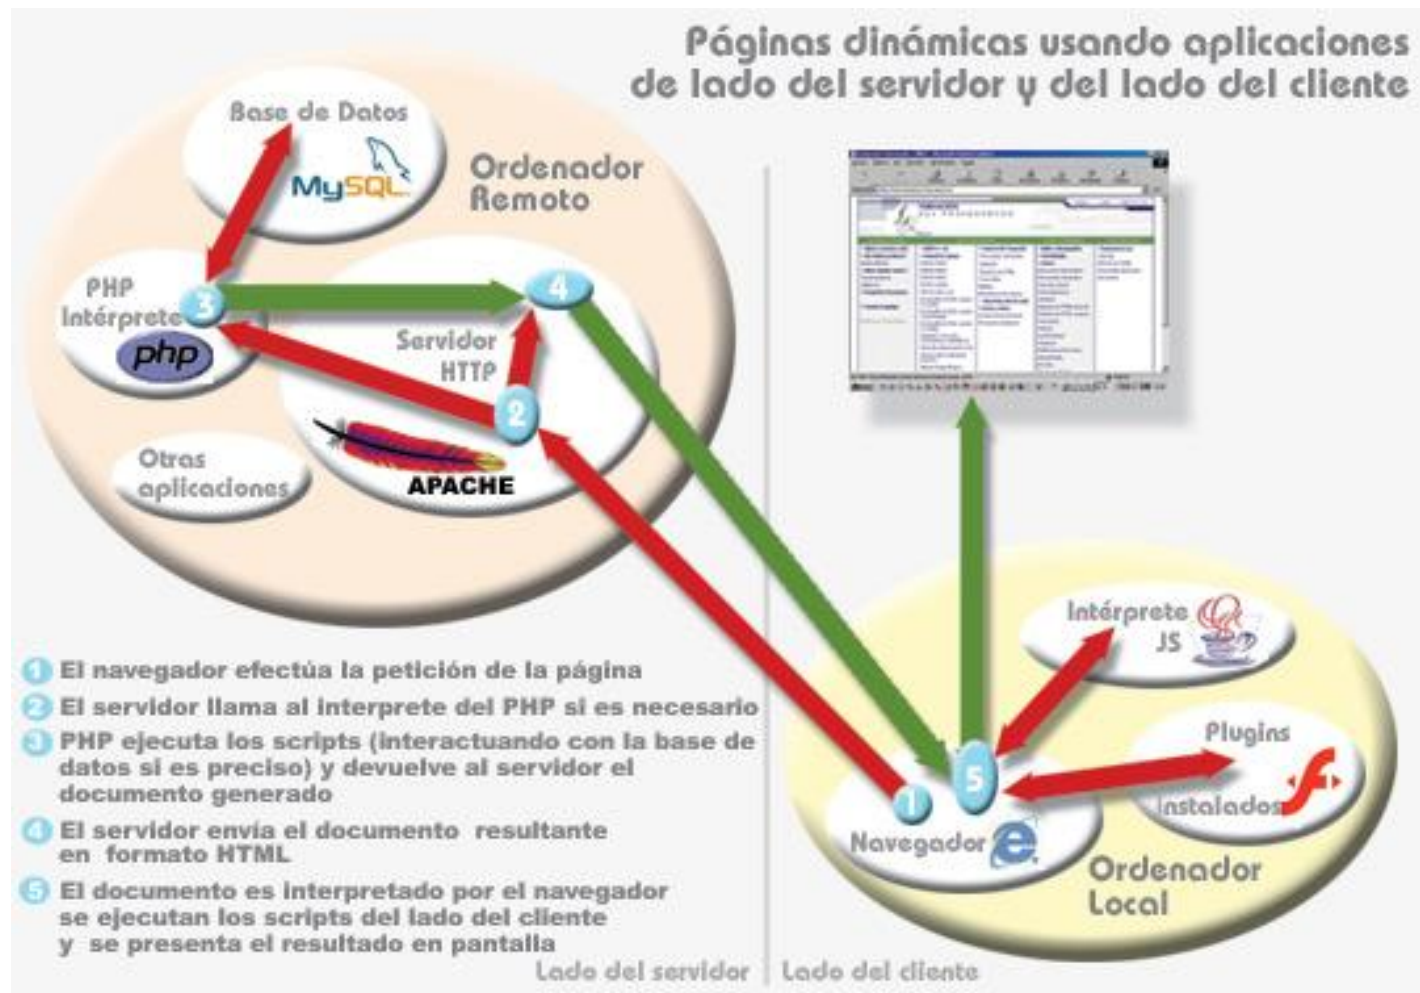 Páginas dinámicas usando aplicaciones
de lado del servidor y del lado del cliente
Base de Datos
MySQL
Ordenador
Remoto
PHP
Intérprete
php
3
4
Servidor
HTTP
2
APACHE
Otras
aplicaciones
1 El navegador efectúa la petición de la página
2 El servidor llama al interprete del PHP si es necesario
3 PHP ejecuta los scripts (interactuando con la base de
datos si es preciso) y devuelve al servidor el
documento generado
4 El servidor envía el documento resultante
en formato HTML
5 El documento es interpretado por el navegador
se ejecutan los scripts del lado del cliente
y se presenta el resultado en pantalla
Intérprete
JS
Plugins
Instalados
5
1
Navegador
Ordenador
Local
Lado del servidor
Lado del cliente